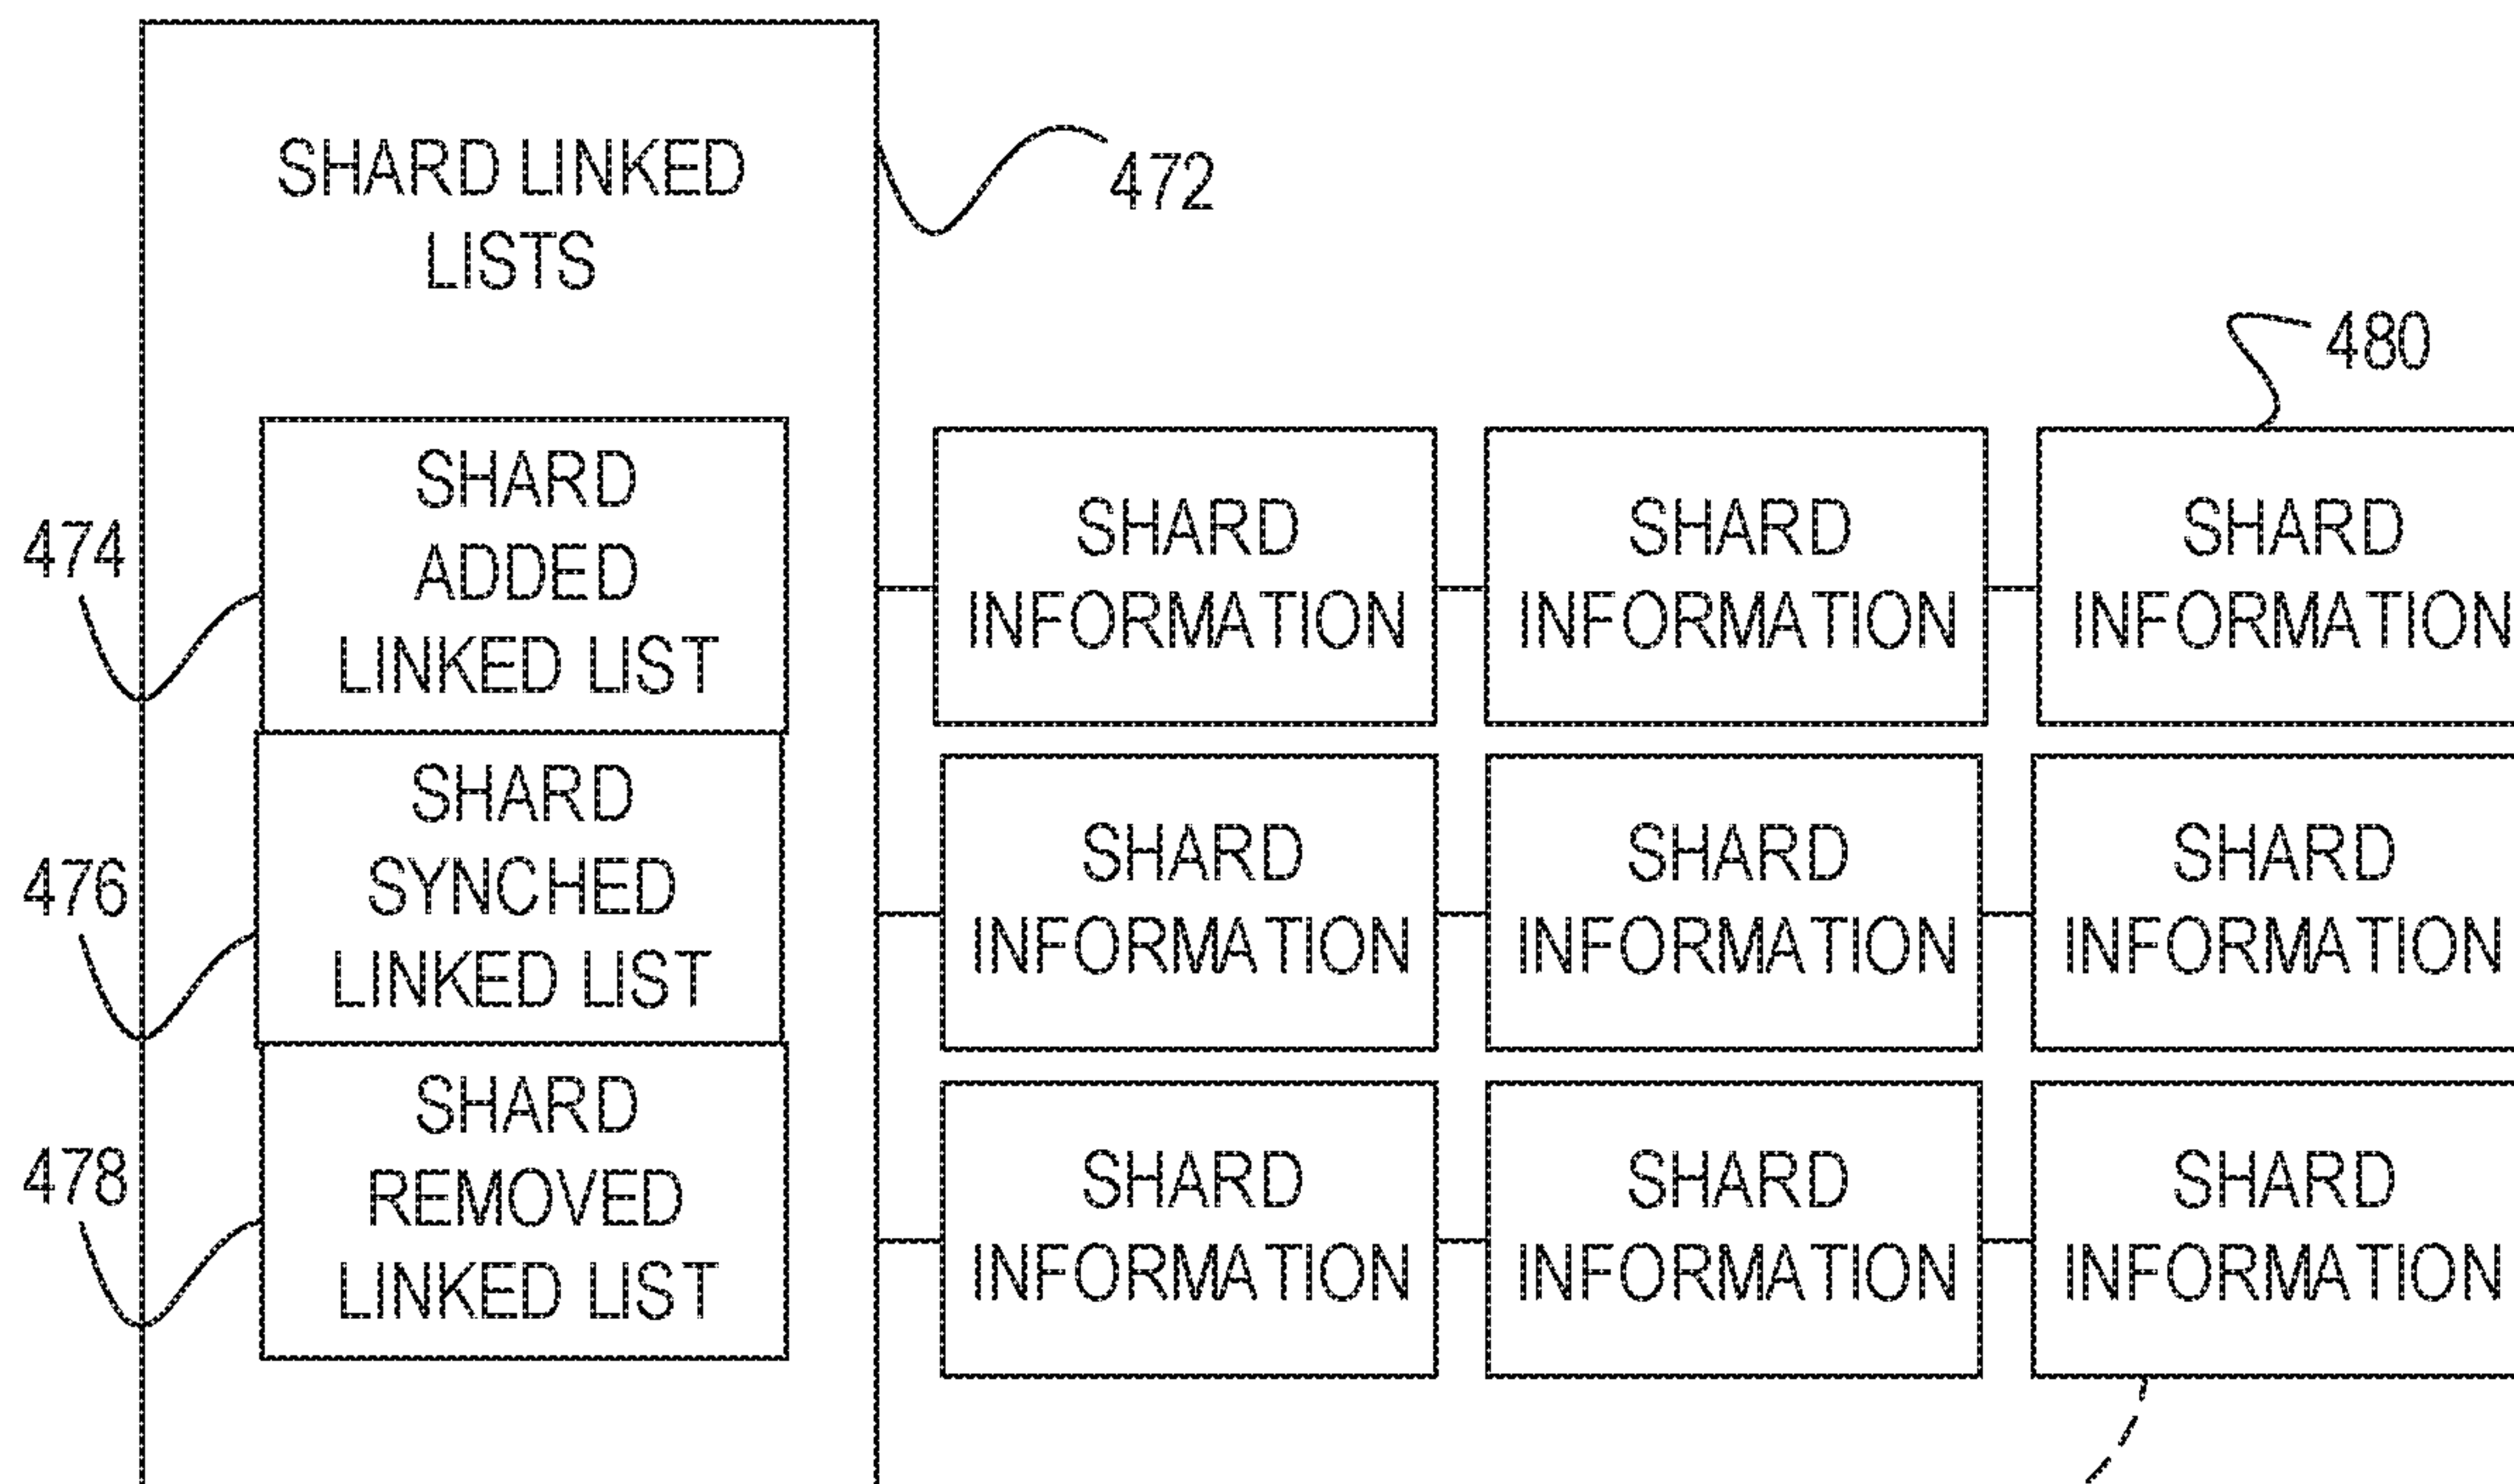 SHARD LINKED
LISTS
472
480
474
SHARD
ADDED
LINKED LIST
SHARD
INFORMATION
SHARD
INFORMATION
SHARD
INFORMATION
476
SHARD
SYNCHED
LINKED LIST
SHARD
INFORMATION
SHARD
INFORMATION
SHARD
INFORMATION
478
SHARD
REMOVED
LINKED LIST
SHARD
INFORMATION
SHARD
INFORMATION
SHARD
INFORMATION